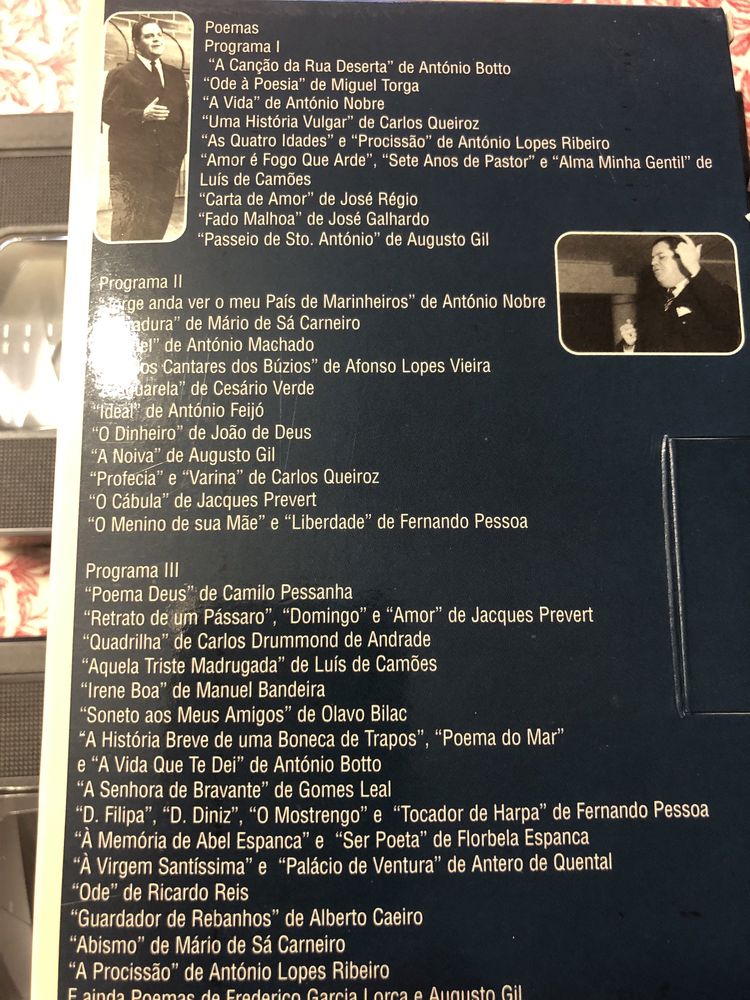 Poemas
Programa I
“A Canção da Rua Deserta” de António Botto
“Ode à Poesia” de Miguel Torga
“A Vida” de António Nobre
“Uma História Vulgar” de Carlos Queiroz
“As Quatro Idades” e “Procissão” de António Lopes Ribeiro
“Amor é Fogo Que Arde”, “Sete Anos de Pastor” e “Alma Minha Gentil” de
Luís de Camões
“Carta de Amor” de José Régio
“Fado Malhoa” de José Galhardo
“Passeio de Sto. António” de Augusto Gil
Programa II
anda ver o meu País de Marinheiros” de António Nobre
de Mário de Sá Carneiro
de António Machado
Cantares dos Búzios” de Afonso Lopes Vieira
de Cesário Verde
“Ideal” de António Feijó
“O Dinheiro” de João de Deus
“A Noiva” de Augusto Gil
“Profecia” e “Varina” de Carlos Queiroz
“O Cábula” de Jacques Prevert
“O Menino de sua Mãe” e “Liberdade” de Fernando Pessoa
Programa III
“Poema Deus” de Camilo Pessanha
“Retrato de um Pássaro”, “Domingo” e “Amor” de Jacques Prevert
“Quadrilha” de Carlos Drummond de Andrade
“Aquela Triste Madrugada” de Luís de Camões
“Irene Boa” de Manuel Bandeira
“Soneto aos Meus Amigos” de Olavo Bilac
“A História Breve de uma Boneca de Trapos”, “Poema do Mar”
e “A Vida Que Te Dei” de António Botto
“A Senhora de Bravante” de Gomes Leal
“D. Filipa”, “D. Diniz”, “O Mostrengo” e “Tocador de Harpa” de Fernando Pessoa
“À Memória de Abel Espanca” e “Ser Poeta” de Florbela Espanca
“À Virgem Santíssima” e “Palácio de Ventura” de Antero de Quental
“Ode” de Ricardo Reis
“Guardador de Rebanhos” de Alberto Caeiro
“Abismo” de Mário de Sá Carneiro
“A Procissão” de António Lopes Ribeiro
E ainda Poemas de Frederico Garcia Lorca e Augusto Gil